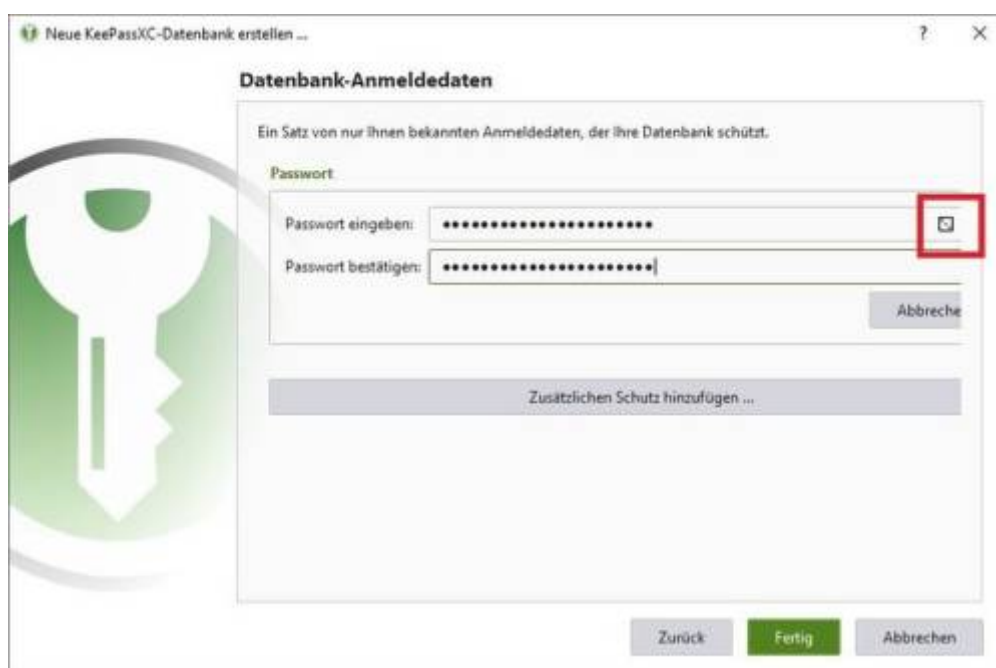 Neue KeePassXC-Datenbank erstellen ...
Datenbank-Anmeldedaten
Ein Satz von nur Ihnen bekannten Anmeldedaten, der Ihre Datenbank schützt.
Passwort
Passwort eingeben: ••••••••••••••••••••••
Passwort bestätigen: ••••••••••••••••••••••
Abbreche
Zusätzlichen Schutz hinzufügen ...
Zurück Fertig Abbrechen